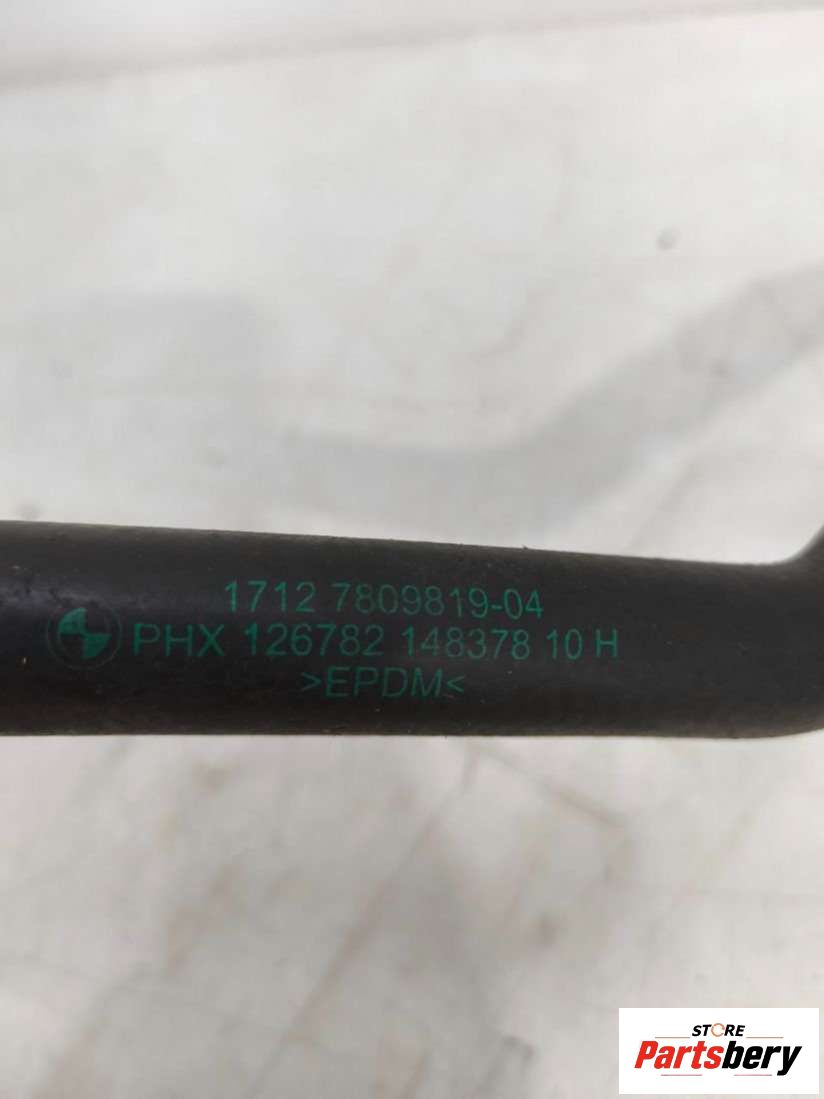 1712 7809819-04
PHX 126782 148378 10 H
>EPDM<
STORE
Partsbery